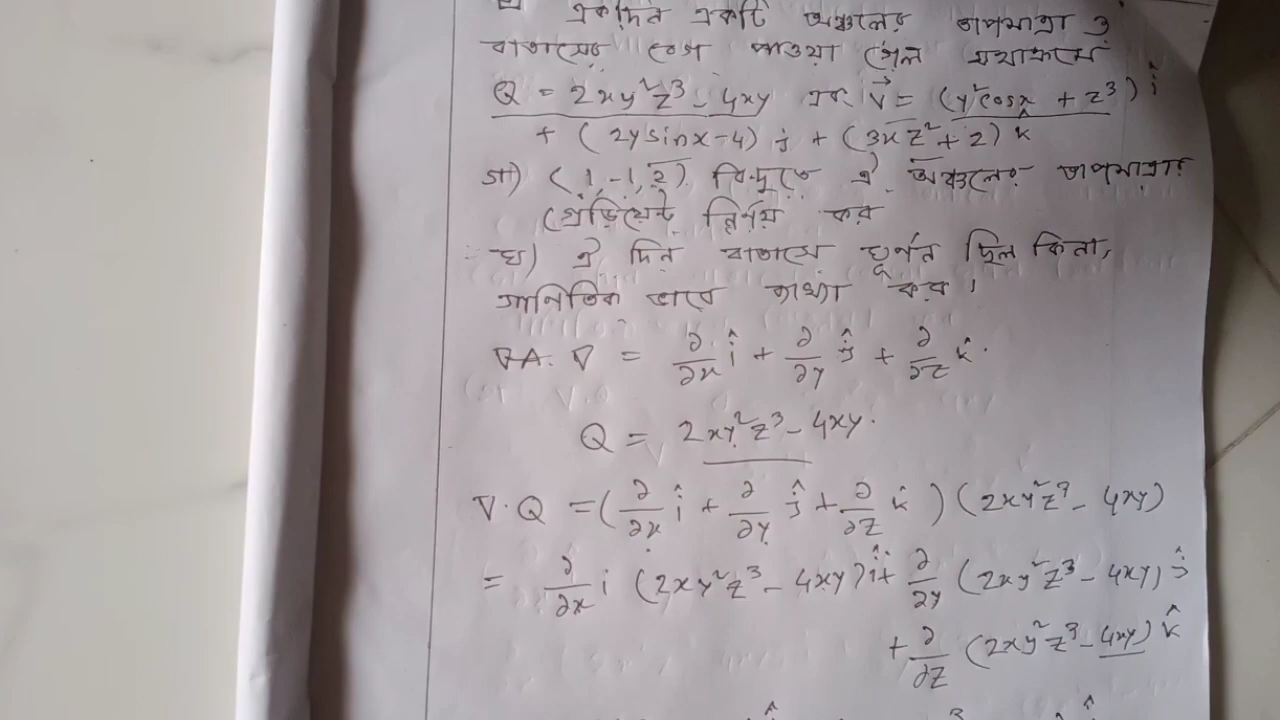 একদিন একটি অঞ্চলের তাপমাত্রা ও
বাতাসের বেগ পাওয়া গেল যথাক্রমে
Q = 2xy²z³ - 4xy এবং V⃗ = (y²cosx + z³) î
+ (2y sinx - 4) ĵ + (3xz² + 2) k̂
গ) (1, -1, 2) বিন্দুতে ঐ অঞ্চলের তাপমাত্রার
গ্রেডিয়েন্ট নির্ণয় কর
ঘ) ঐ দিন বাতাসে ঘূর্ণন ছিল কিনা,
গানিতিক ভাবে ব্যাখ্যা কর।
∇ = ∂/∂x î + ∂/∂y ĵ + ∂/∂z k̂.
Q = 2xy²z³ - 4xy.
∇·Q = (∂/∂x î + ∂/∂y ĵ + ∂/∂z k̂) (2xy²z³ - 4xy)
= ∂/∂x i (2xy²z³ - 4xy) î + ∂/∂y (2xy²z³ - 4xy) ĵ
+ ∂/∂z (2xy²z³ - 4xy) k̂